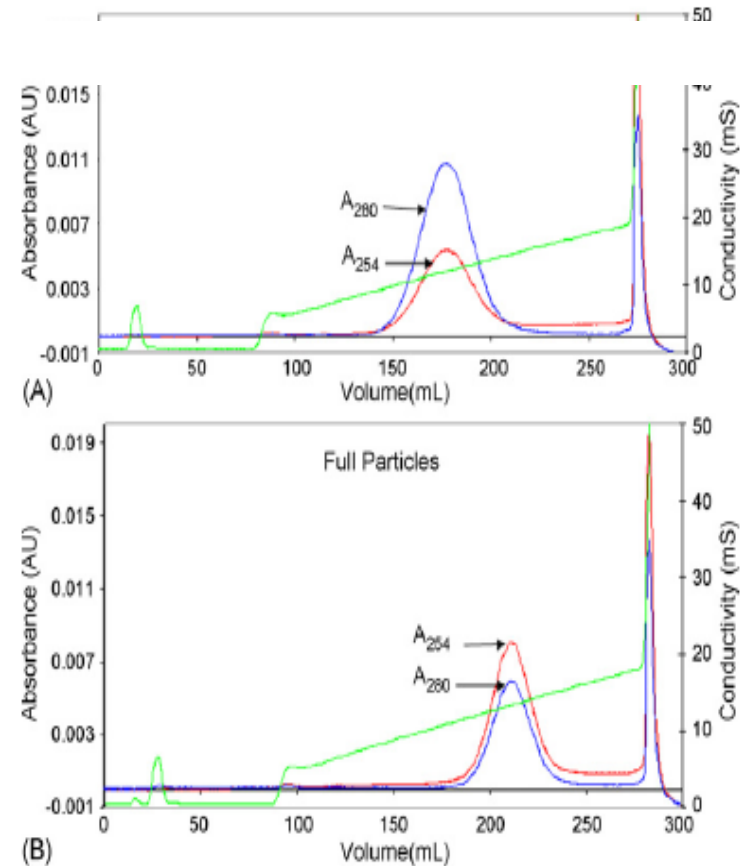 50
0.015
40
Absorbance (AU)
0.011
30
Conductivity (mS)
A280
0.007
20
A254
0.003
10
-0.001
0
0
50
100
150
200
250
300
Volume(mL)
(A)
50
0.019
Full Particles
40
0.015
Absorbance (AU)
30
Conductivity (mS)
0.011
A254
20
0.007
A280
0.003
10
-0.001
0
0
50
100
150
200
250
300
Volume(mL)
(B)